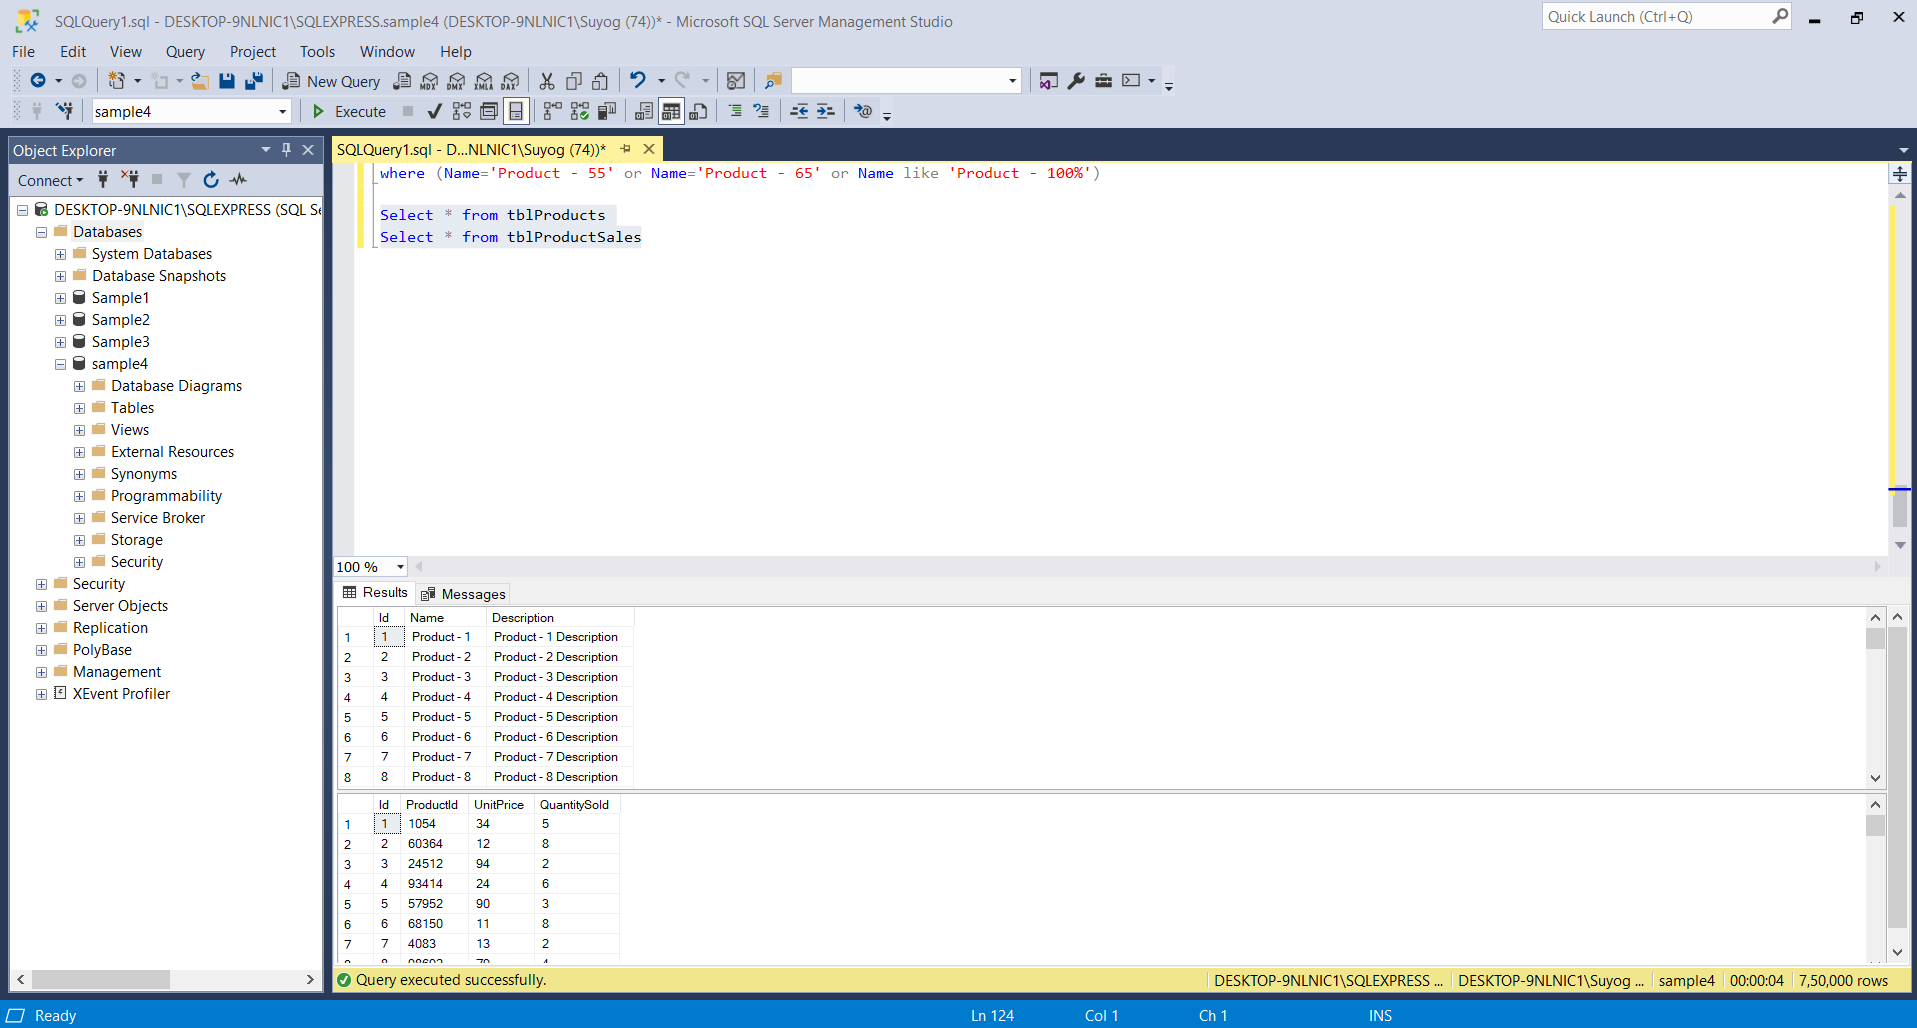 SQLQuery1.sql - DESKTOP-9NLNIC1\SQLEXPRESS.sample4 (DESKTOP-9NLNIC1\Suyog (74))* - Microsoft SQL Server Management Studio
Quick Launch (Ctrl+Q)
File Edit View Query Project Tools Window Help
New Query MDX DMX XMLA DAX
sample4 Execute
Object Explorer
SQLQuery1.sql - D...NLNIC1\Suyog (74))*
Connect
DESKTOP-9NLNIC1\SQLEXPRESS (SQL Se
Databases
System Databases
Database Snapshots
Sample1
Sample2
Sample3
sample4
Database Diagrams
Tables
Views
External Resources
Synonyms
Programmability
Service Broker
Storage
Security
Security
Server Objects
Replication
PolyBase
Management
XEvent Profiler
where (Name='Product - 55' or Name='Product - 65' or Name like 'Product - 100%')
Select * from tblProducts
Select * from tblProductSales
100 %
Results Messages
Id Name Description
1 1 Product - 1 Product - 1 Description
2 2 Product - 2 Product - 2 Description
3 3 Product - 3 Product - 3 Description
4 4 Product - 4 Product - 4 Description
5 5 Product - 5 Product - 5 Description
6 6 Product - 6 Product - 6 Description
7 7 Product - 7 Product - 7 Description
8 8 Product - 8 Product - 8 Description
Id ProductId UnitPrice QuantitySold
1 1 1054 34 5
2 2 60364 12 8
3 3 24512 94 2
4 4 93414 24 6
5 5 57952 90 3
6 6 68150 11 8
7 7 4083 13 2
Query executed successfully.
DESKTOP-9NLNIC1\SQLEXPRESS ... DESKTOP-9NLNIC1\Suyog ... sample4 00:00:04 7,50,000 rows
Ready Ln 124 Col 1 Ch 1 INS